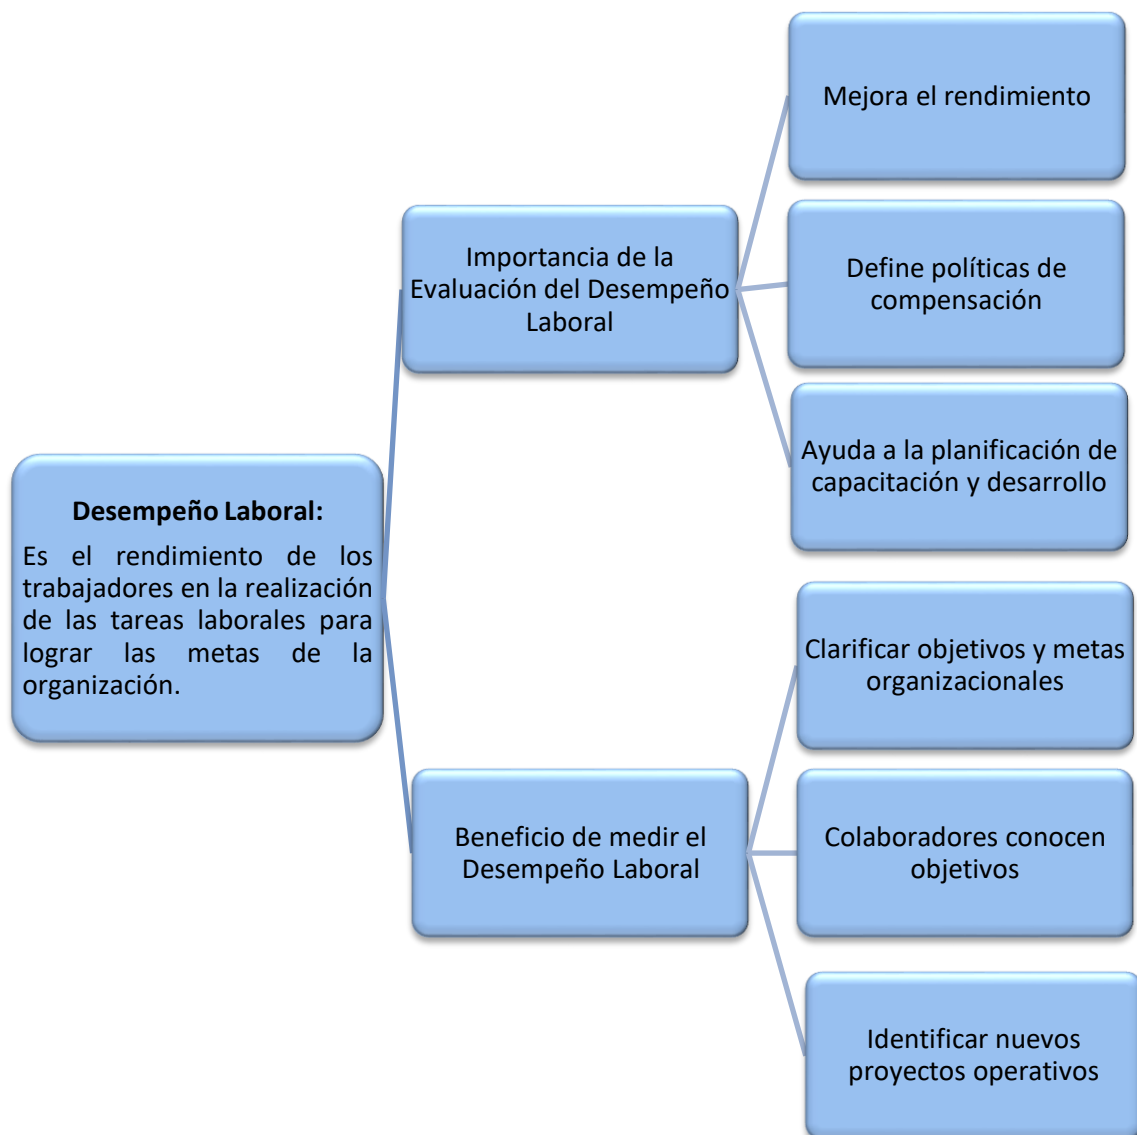 Desempeño Laboral:
Es el rendimiento de los
trabajadores en la realización
de las tareas laborales para
lograr las metas de la
organización.
Importancia de la
Evaluación del Desempeño
Laboral
Mejora el rendimiento
Define políticas de
compensación
Ayuda a la planificación de
capacitación y desarrollo
Beneficio de medir el
Desempeño Laboral
Clarificar objetivos y metas
organizacionales
Colaboradores conocen
objetivos
Identificar nuevos
proyectos operativos